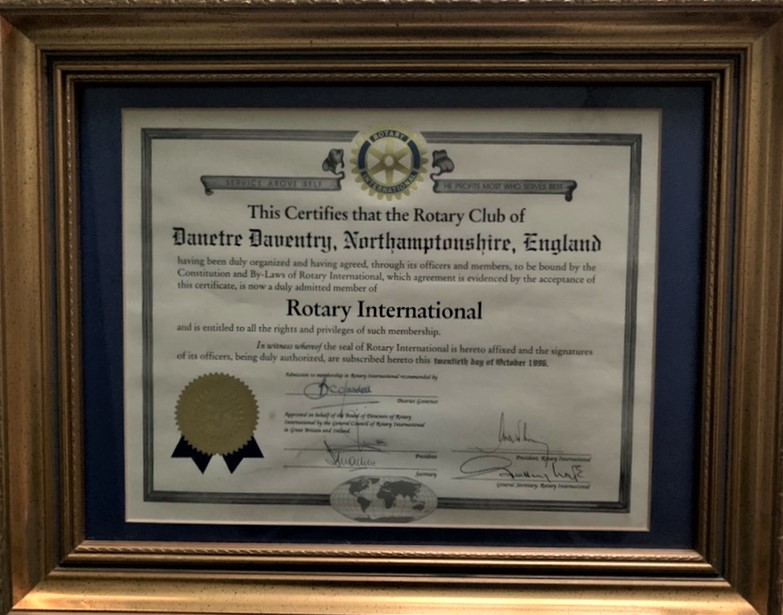 ROTARY
INTERNATIONAL
SERVICE ABOVE SELF
HE PROFITS MOST WHO SERVES BEST
This Certifies that the Rotary Club of
Danetre Daventry, Northamptonshire, England
having been duly organized and having agreed, through its officers and members, to be bound by the
Constitution and By-Laws of Rotary International, which agreement is evidenced by the acceptance of
this certificate, is now a duly admitted member of
Rotary International
and is entitled to all the rights and privileges of such membership.
In witness whereof the seal of Rotary International is hereto affixed and the signatures
of its officers, being duly authorized, are subscribed hereto this twentieth day of October 1996.
Admission to membership in Rotary International recommended by
District Governor
Approved on behalf of the Board of Directors of Rotary
International by the General Council of Rotary International
in Great Britain and Ireland.
President
Secretary
President, Rotary International
General Secretary, Rotary International